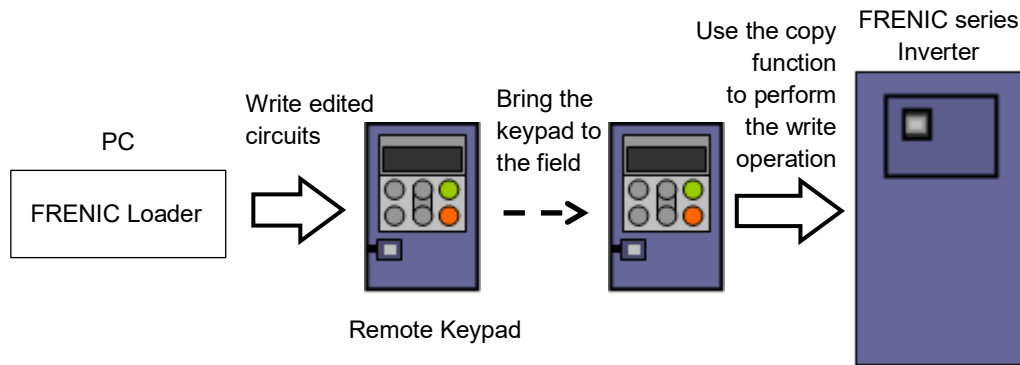 PC
FRENIC Loader
Write edited
circuits
Remote Keypad
Bring the
keypad to
the field
Use the copy
function
to perform
the write
operation
FRENIC series
Inverter